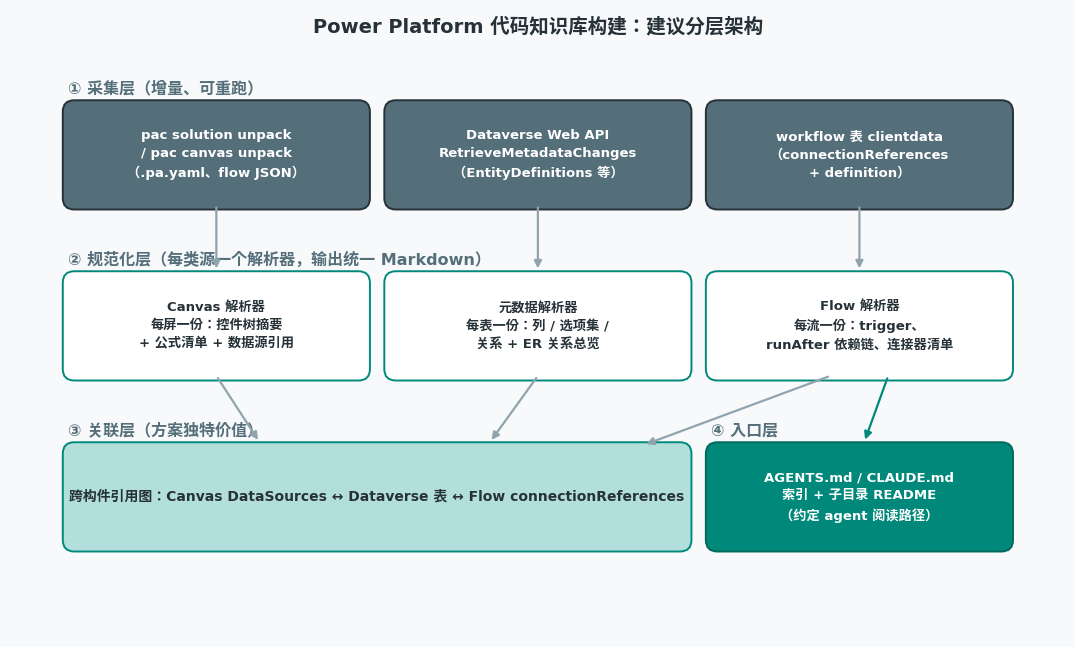 Power Platform 代码知识库构建：建议分层架构
① 采集层（增量、可重跑）
pac solution unpack
/ pac canvas unpack
（.pa.yaml、flow JSON）
Dataverse Web API
RetrieveMetadataChanges
（EntityDefinitions 等）
workflow 表 clientdata
（connectionReferences
+ definition）
② 规范化层（每类源一个解析器，输出统一 Markdown）
Canvas 解析器
每屏一份：控件树摘要
+ 公式清单 + 数据源引用
元数据解析器
每表一份：列 / 选项集 /
关系 + ER 关系总览
Flow 解析器
每流一份：trigger、
runAfter 依赖链、连接器清单
③ 关联层（方案独特价值）
跨构件引用图：Canvas DataSources ↔ Dataverse 表 ↔ Flow connectionReferences
④ 入口层
AGENTS.md / CLAUDE.md
索引 + 子目录 README
（约定 agent 阅读路径）